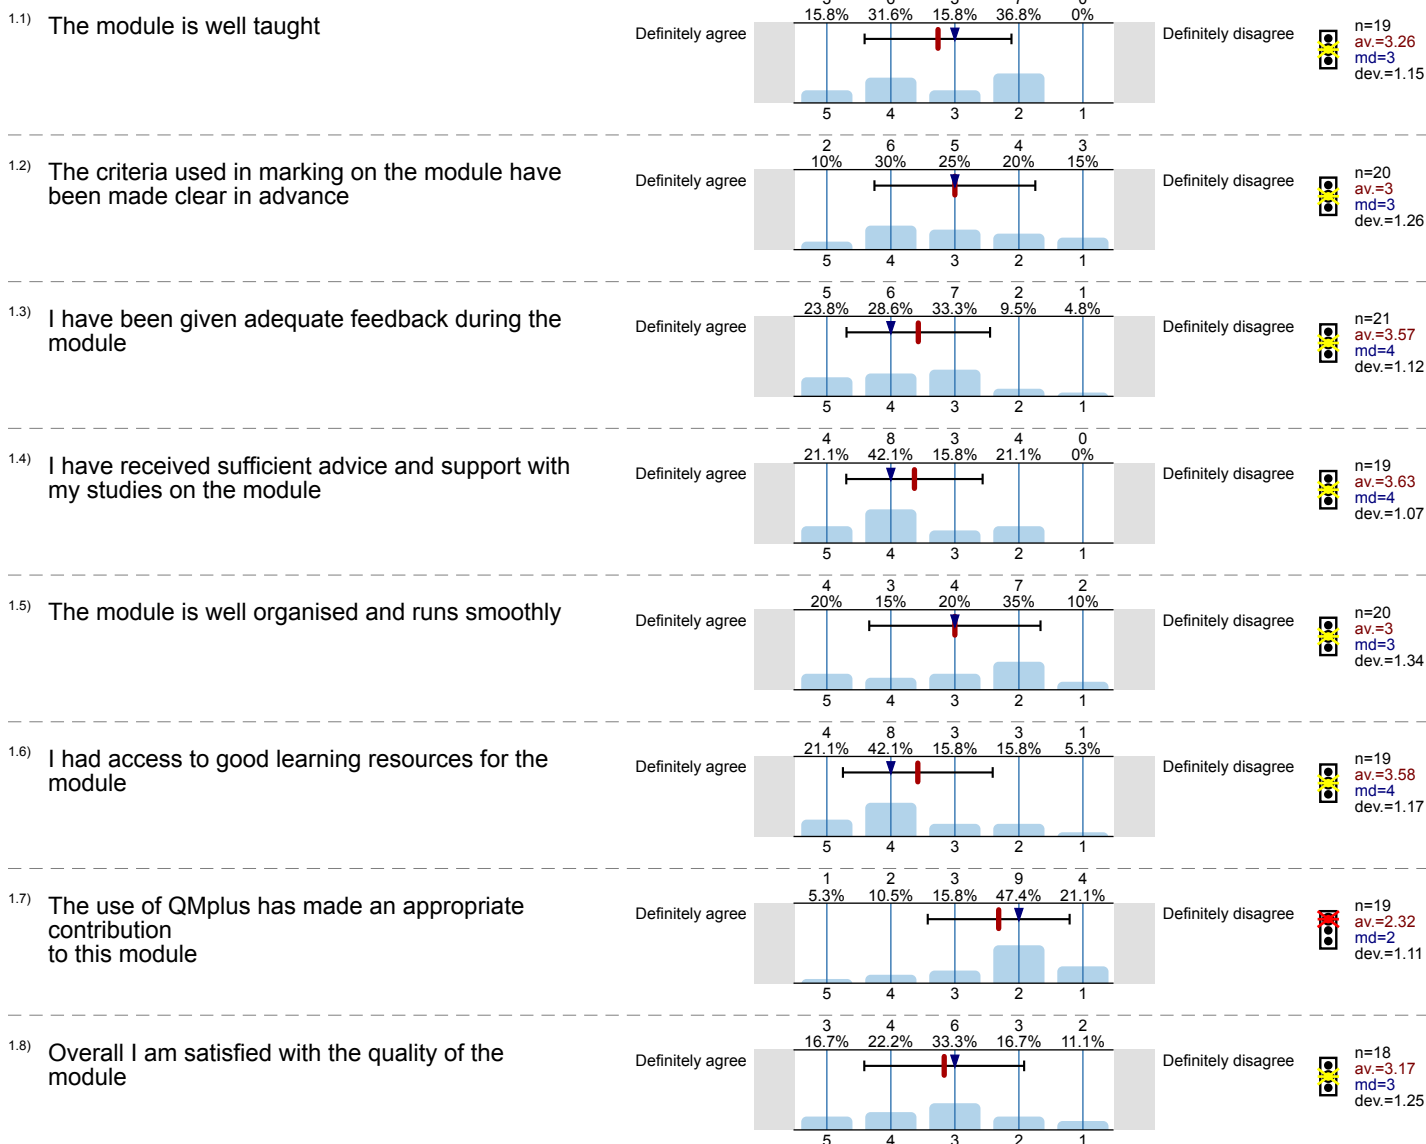 3 6 3 7 0
15.8% 31.6% 15.8% 36.8% 0%
1.1) The module is well taught
Definitely agree
Definitely disagree
n=19
av.=3.26
md=3
dev.=1.15
5 4 3 2 1
2 6 5 4 3
10% 30% 25% 20% 15%
1.2) The criteria used in marking on the module have
been made clear in advance
Definitely agree
Definitely disagree
n=20
av.=3
md=3
dev.=1.26
5 4 3 2 1
5 6 7 2 1
23.8% 28.6% 33.3% 9.5% 4.8%
1.3) I have been given adequate feedback during the
module
Definitely agree
Definitely disagree
n=21
av.=3.57
md=4
dev.=1.12
5 4 3 2 1
4 8 3 4 0
21.1% 42.1% 15.8% 21.1% 0%
1.4) I have received sufficient advice and support with
my studies on the module
Definitely agree
Definitely disagree
n=19
av.=3.63
md=4
dev.=1.07
5 4 3 2 1
4 3 4 7 2
20% 15% 20% 35% 10%
1.5) The module is well organised and runs smoothly
Definitely agree
Definitely disagree
n=20
av.=3
md=3
dev.=1.34
5 4 3 2 1
4 8 3 3 1
21.1% 42.1% 15.8% 15.8% 5.3%
1.6) I had access to good learning resources for the
module
Definitely agree
Definitely disagree
n=19
av.=3.58
md=4
dev.=1.17
5 4 3 2 1
1 2 3 9 4
5.3% 10.5% 15.8% 47.4% 21.1%
1.7) The use of QMplus has made an appropriate
contribution
to this module
Definitely agree
Definitely disagree
n=19
av.=2.32
md=2
dev.=1.11
5 4 3 2 1
3 4 6 3 2
16.7% 22.2% 33.3% 16.7% 11.1%
1.8) Overall I am satisfied with the quality of the
module
Definitely agree
Definitely disagree
n=18
av.=3.17
md=3
dev.=1.25
5 4 3 2 1